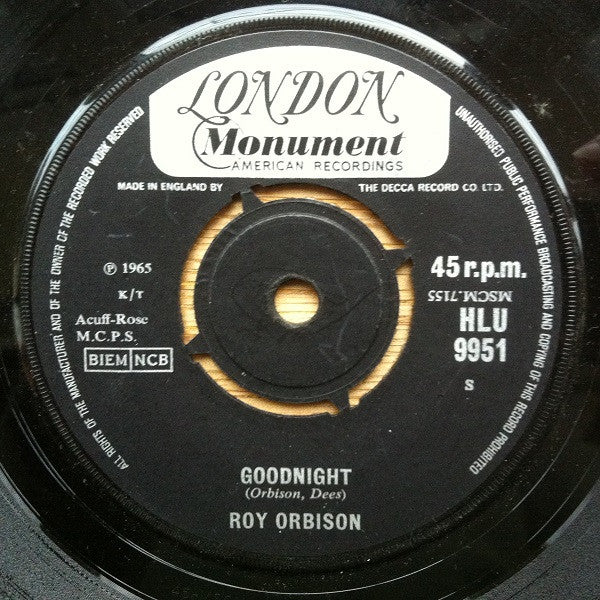 LONDON
Monument
AMERICAN RECORDINGS
MADE IN ENGLAND BY THE DECCA RECORD CO. LTD.
ALL RIGHTS OF THE MANUFACTURER AND OF THE OWNER OF THE RECORDED WORK RESERVED
UNAUTHORISED PUBLIC PERFORMANCE BROADCASTING AND COPYING OF THIS RECORD PROHIBITED
℗ 1965
K/T
Acuff-Rose
M.C.P.S.
BIEM NCB
45 r.p.m.
MSCM.7155
HLU
9951
S
GOODNIGHT
(Orbison, Dees)
ROY ORBISON